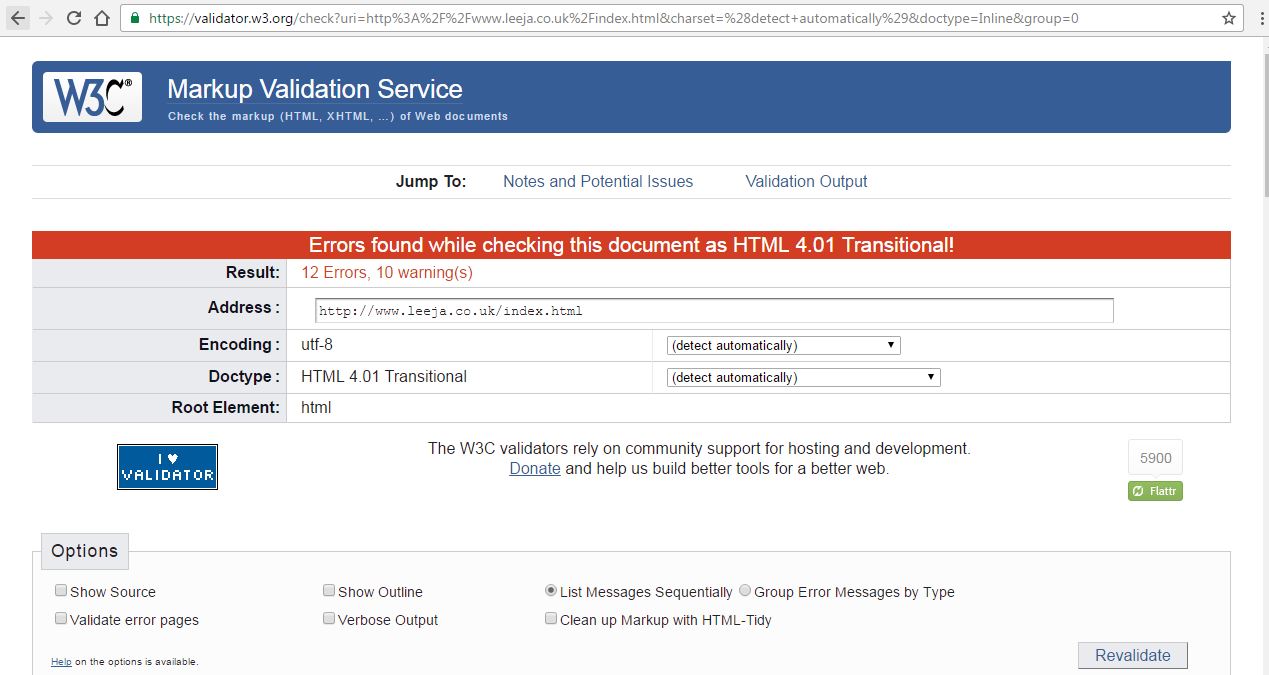 https://validator.w3.org/check?uri=http%3A%2F%2Fwww.leeja.co.uk%2Findex.html&charset=%28detect+automatically%29&doctype=Inline&group=0
W3C®
Markup Validation Service
Check the markup (HTML, XHTML, …) of Web documents
Jump To: Notes and Potential Issues Validation Output
Errors found while checking this document as HTML 4.01 Transitional!
Result: 12 Errors, 10 warning(s)
Address : http://www.leeja.co.uk/index.html
Encoding : utf-8 (detect automatically)
Doctype : HTML 4.01 Transitional (detect automatically)
Root Element: html
I ♥
VALIDATOR
The W3C validators rely on community support for hosting and development.
Donate and help us build better tools for a better web.
5900
Flattr
Options
Show Source Show Outline List Messages Sequentially Group Error Messages by Type
Validate error pages Verbose Output Clean up Markup with HTML-Tidy
Help on the options is available.
Revalidate